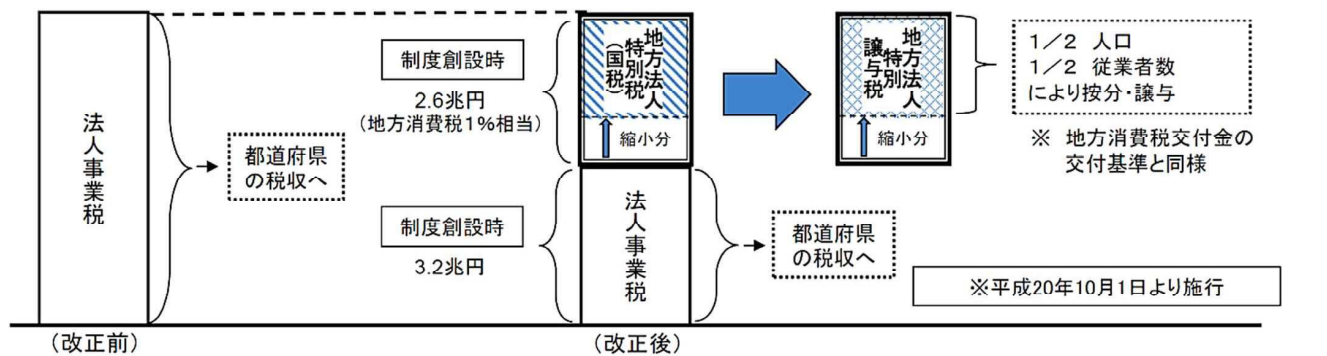 法人事業税
(改正前)
都道府県
の税収へ
制度創設時
2.6兆円
(地方消費税1%相当)
制度創設時
3.2兆円
地方法人
特別税
(国税)
縮小分
法人事業税
(改正後)
都道府県
の税収へ
地方法人
特別
譲与税
縮小分
1/2 人口
1/2 従業者数
により按分・譲与
※ 地方消費税交付金の
交付基準と同様
※平成20年10月1日より施行